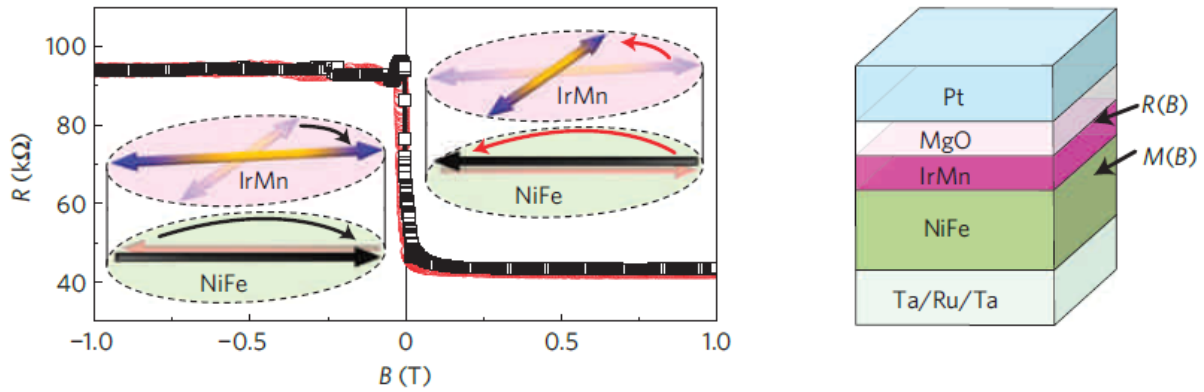 100
80
60
40
R (kΩ)
−1.0
−0.5
0
0.5
1.0
B (T)
IrMn
NiFe
IrMn
NiFe
Pt
MgO
IrMn
NiFe
Ta/Ru/Ta
R(B)
M(B)